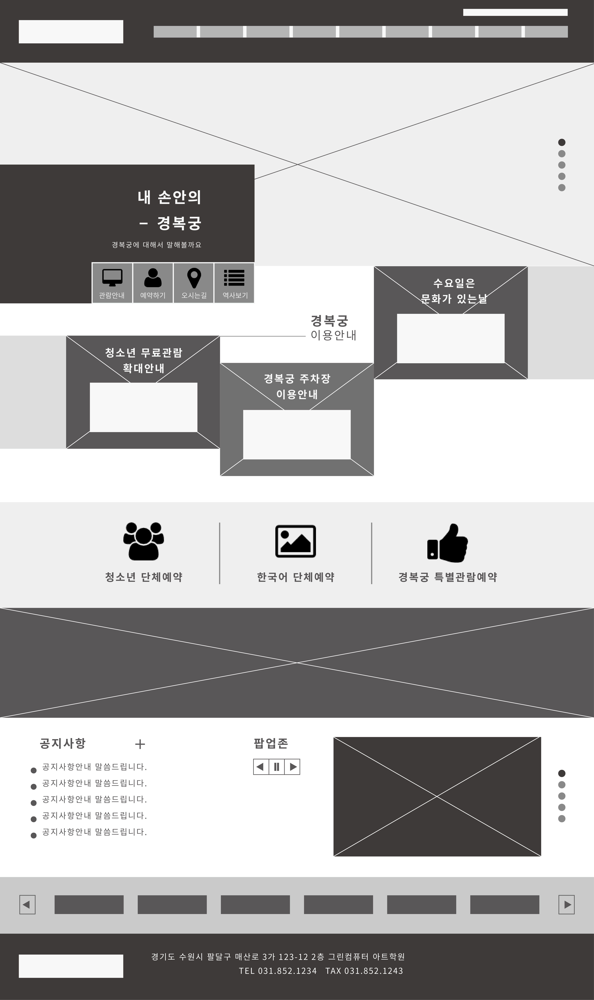 내 손안의
– 경복궁
경복궁에 대해서 말해볼까요
관람안내 예약하기 오시는길 역사보기
수요일은
문화가 있는날
경복궁
이용안내
청소년 무료관람
확대안내
경복궁 주차장
이용안내
청소년 단체예약
한국어 단체예약
경복궁 특별관람예약
공지사항 +
공지사항안내 말씀드립니다.
공지사항안내 말씀드립니다.
공지사항안내 말씀드립니다.
공지사항안내 말씀드립니다.
공지사항안내 말씀드립니다.
팝업존
경기도 수원시 팔달구 매산로 3가 123-12 2층 그린컴퓨터 아트학원
TEL 031.852.1234 TAX 031.852.1243